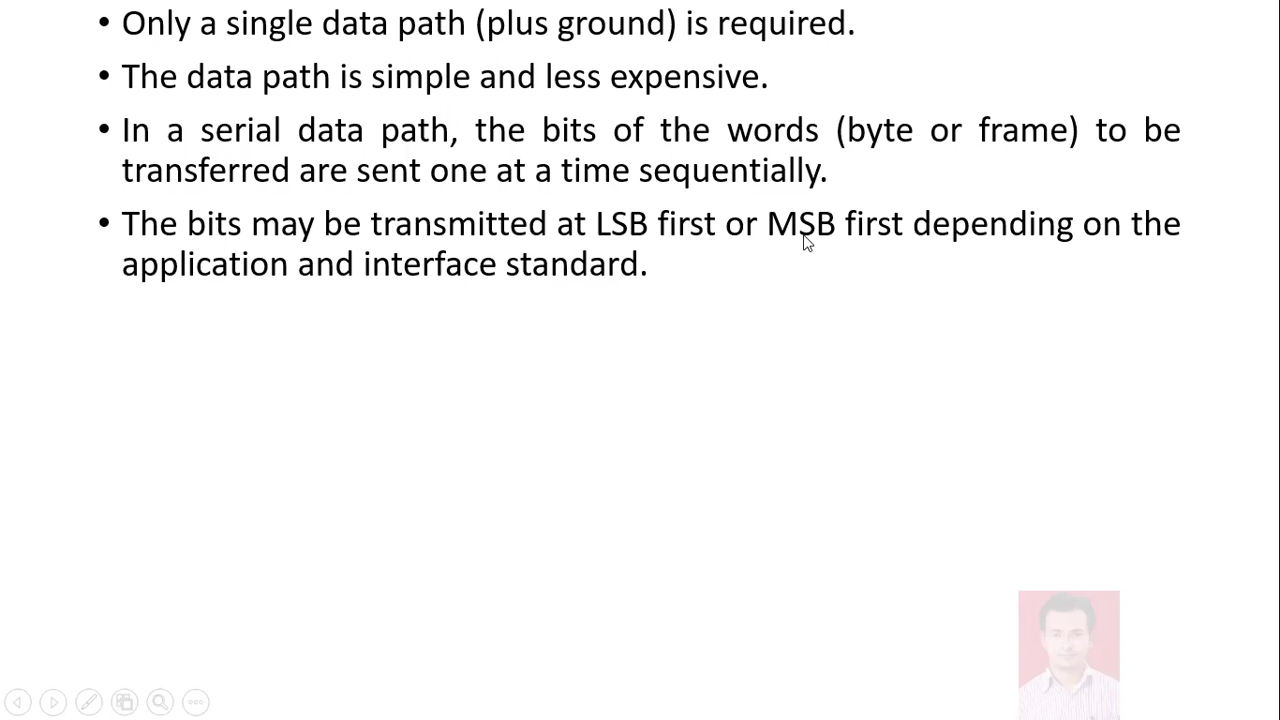 • Only a single data path (plus ground) is required.
• The data path is simple and less expensive.
• In a serial data path, the bits of the words (byte or frame) to be
transferred are sent one at a time sequentially.
• The bits may be transmitted at LSB first or MSB first depending on the
application and interface standard.